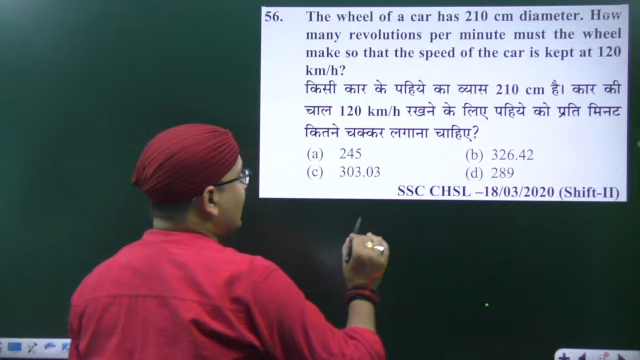 56. The wheel of a car has 210 cm diameter. How
many revolutions per minute must the wheel
make so that the speed of the car is kept at 120
km/h?
किसी कार के पहिये का व्यास 210 cm है। कार की
चाल 120 km/h रखने के लिए पहिये को प्रति मिनट
कितने चक्कर लगाना चाहिए?
(a) 245 (b) 326.42
(c) 303.03 (d) 289
SSC CHSL –18/03/2020 (Shift-II)